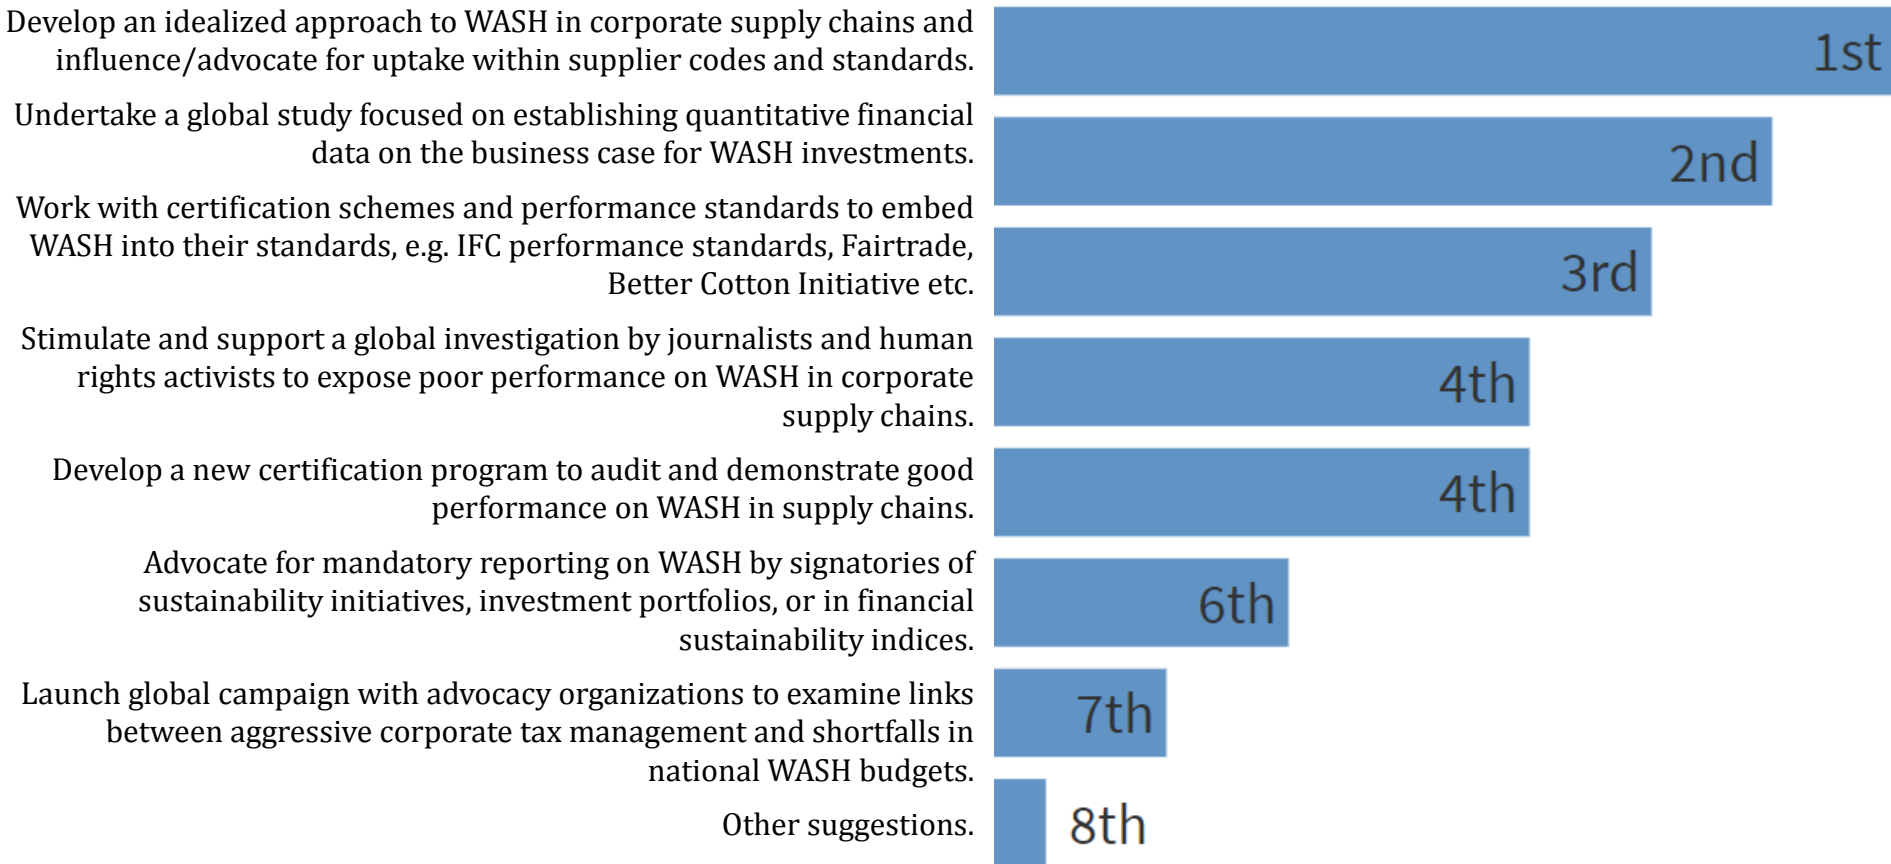 Develop an idealized approach to WASH in corporate supply chains and
influence/advocate for uptake within supplier codes and standards.
1st
Undertake a global study focused on establishing quantitative financial
data on the business case for WASH investments.
2nd
Work with certification schemes and performance standards to embed
WASH into their standards, e.g. IFC performance standards, Fairtrade,
Better Cotton Initiative etc.
3rd
Stimulate and support a global investigation by journalists and human
rights activists to expose poor performance on WASH in corporate
supply chains.
4th
Develop a new certification program to audit and demonstrate good
performance on WASH in supply chains.
4th
Advocate for mandatory reporting on WASH by signatories of
sustainability initiatives, investment portfolios, or in financial
sustainability indices.
6th
Launch global campaign with advocacy organizations to examine links
between aggressive corporate tax management and shortfalls in
national WASH budgets.
7th
Other suggestions.
8th